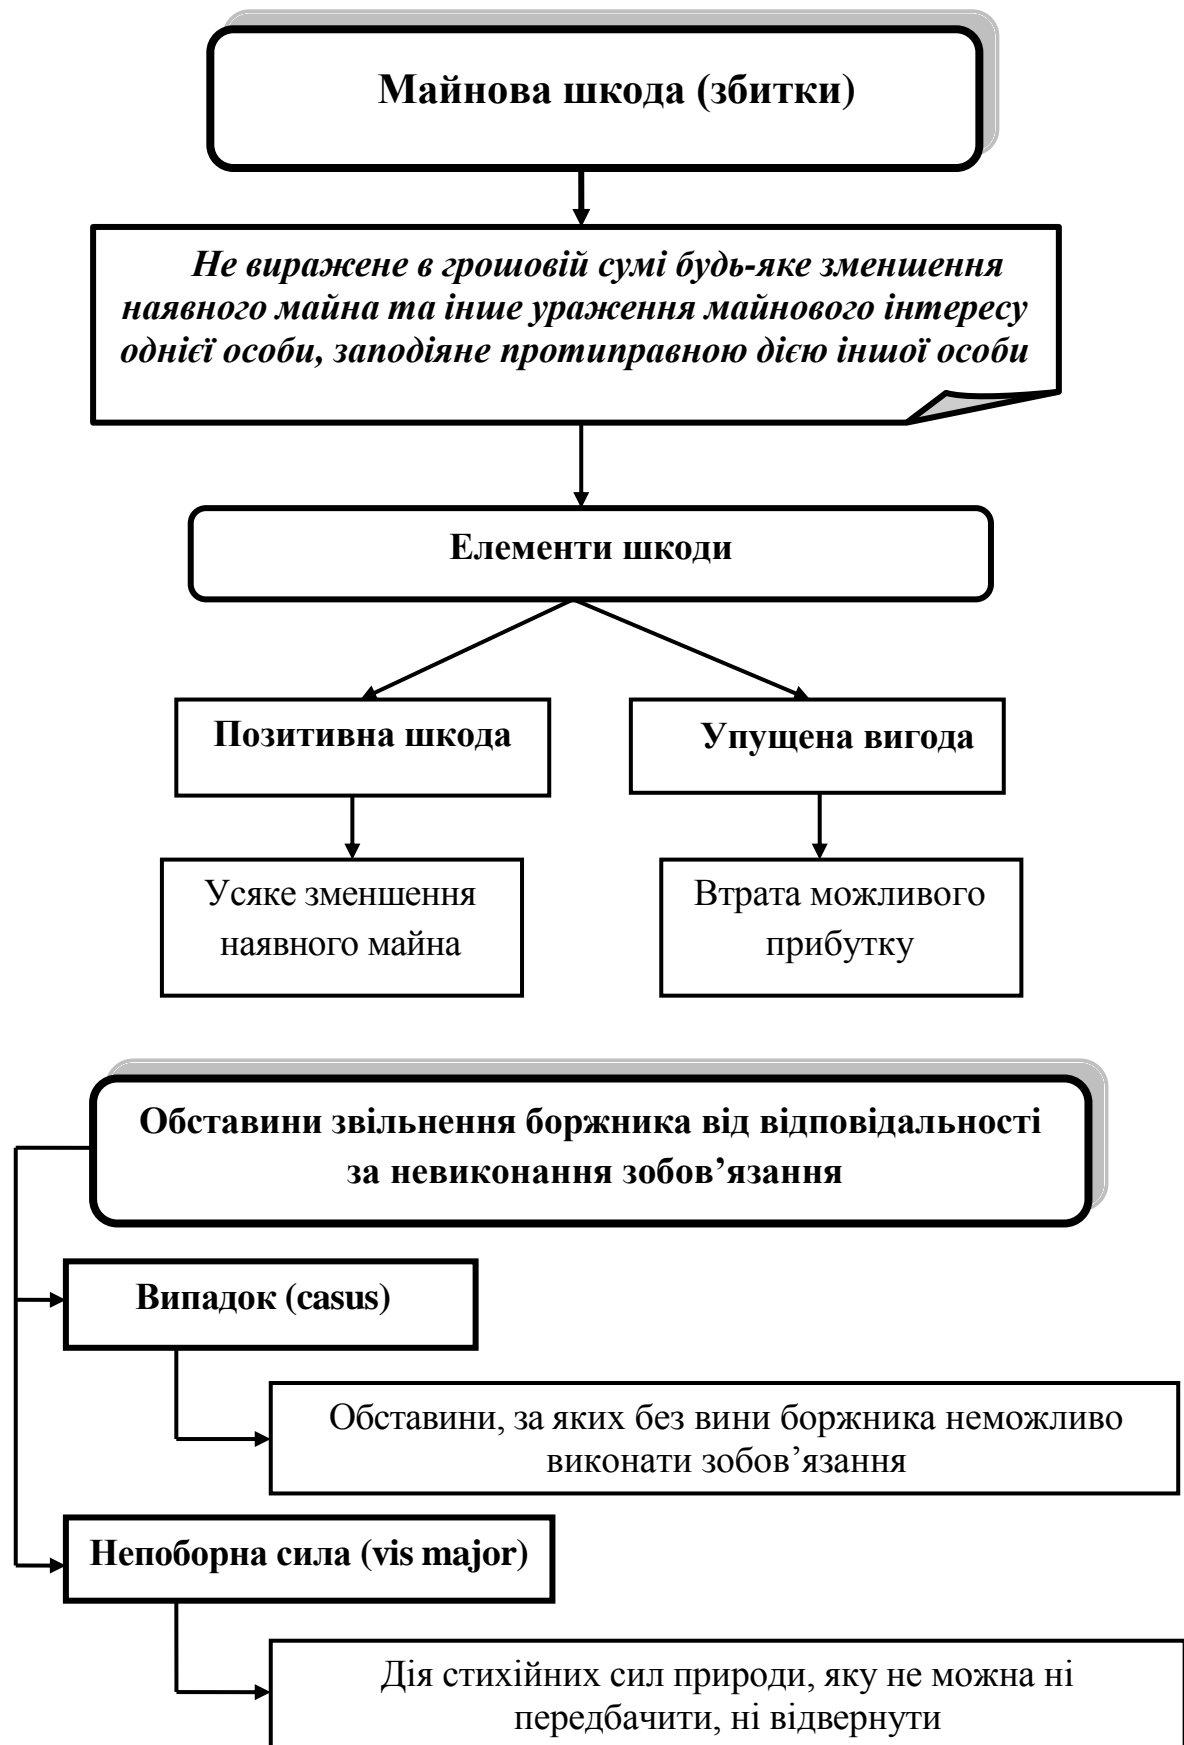 Майнова шкода (збитки)
Не виражене в грошовій сумі будь-яке зменшення
наявного майна та інше ураження майнового інтересу
однієї особи, заподіяне протиправною дією іншої особи
Елементи шкоди
Позитивна шкода
Усяке зменшення
наявного майна
Упущена вигода
Втрата можливого
прибутку
Обставини звільнення боржника від відповідальності
за невиконання зобов’язання
Випадок (casus)
Обставини, за яких без вини боржника неможливо
виконати зобов’язання
Непоборна сила (vis major)
Дія стихійних сил природи, яку не можна ні
передбачити, ні відвернути